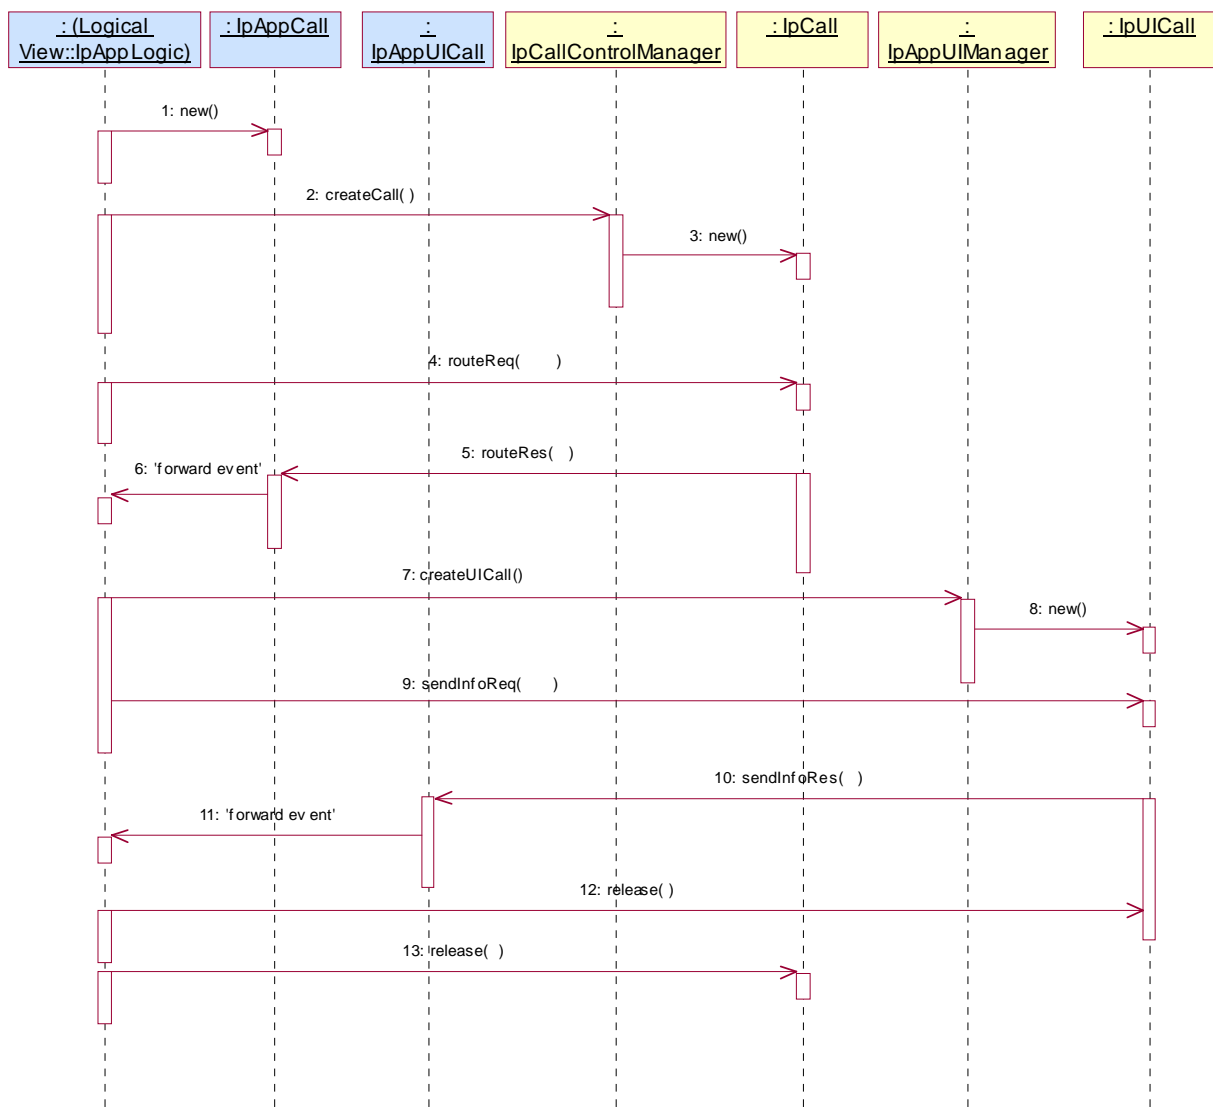 : (Logical
View::IpAppLogic)
: IpAppCall
:
IpAppUICall
:
IpCallControlManager
: IpCall
:
IpAppUIManager
: IpUICall
1: new()
2: createCall( )
3: new()
4: routeReq( )
5: routeRes( )
6: 'forward event'
7: createUICall()
8: new()
9: sendInfoReq( )
10: sendInfoRes( )
11: 'forward event'
12: release( )
13: release( )